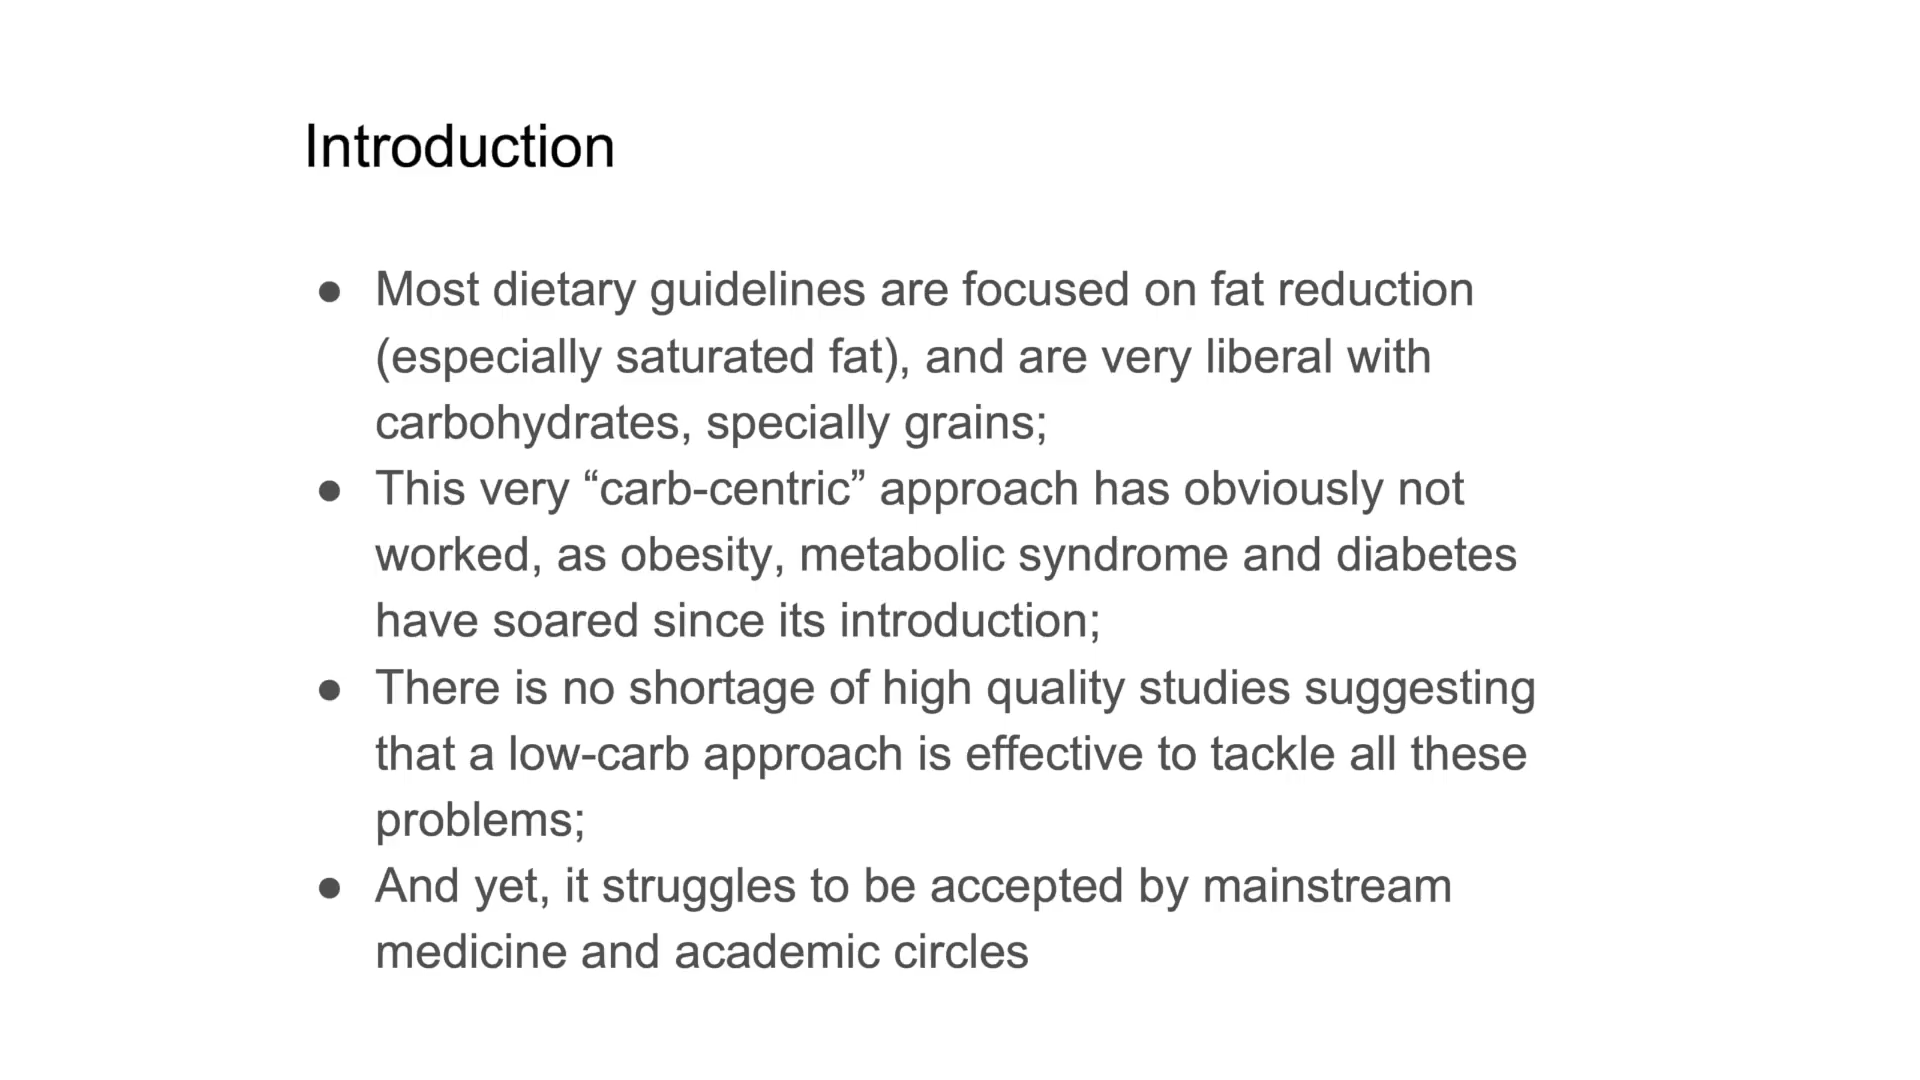 Introduction
● Most dietary guidelines are focused on fat reduction
(especially saturated fat), and are very liberal with
carbohydrates, specially grains;
● This very “carb-centric” approach has obviously not
worked, as obesity, metabolic syndrome and diabetes
have soared since its introduction;
● There is no shortage of high quality studies suggesting
that a low-carb approach is effective to tackle all these
problems;
● And yet, it struggles to be accepted by mainstream
medicine and academic circles